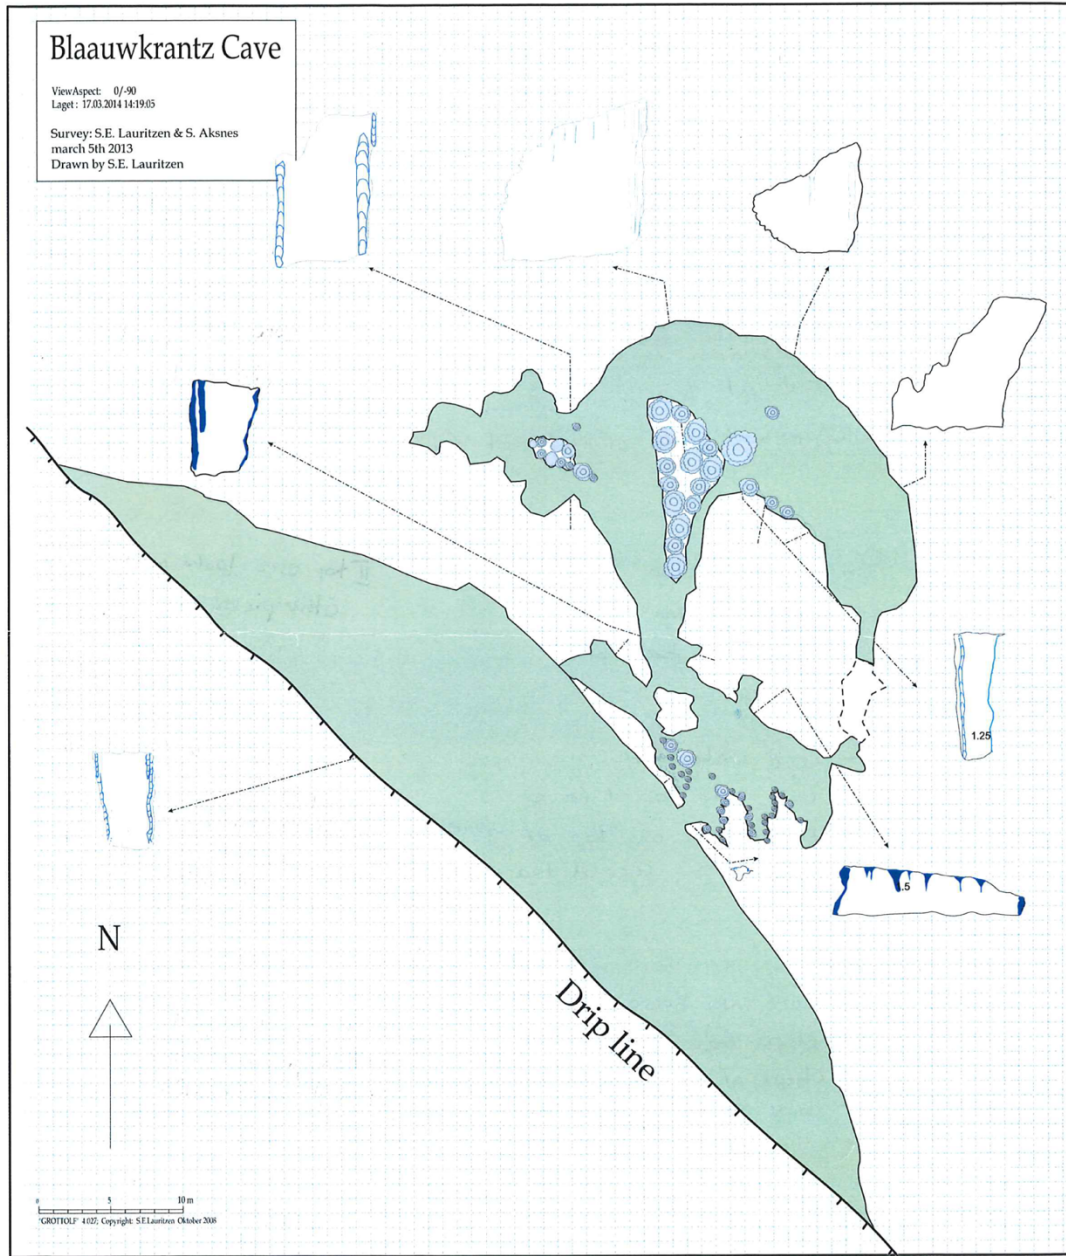 Blaauwkrantz Cave
ViewAspect: 0/-90
Laget : 17.03.2014 14:19:05
Survey: S.E. Lauritzen & S. Aksnes
march 5th 2013
Drawn by S.E. Lauritzen
1.25
.5
N
Drip line
0 5 10 m
"GROTTOLF" 4.027; Copyright: S.E.Lauritzen Oktober 2006